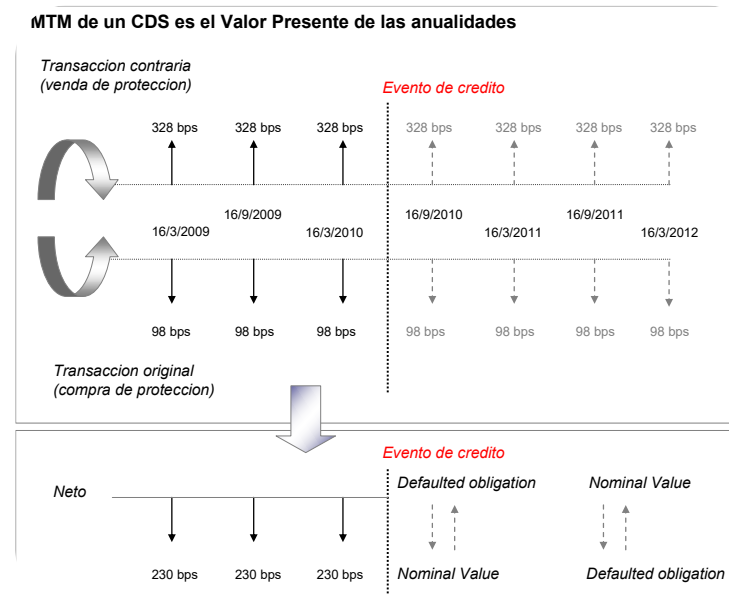 MTM de un CDS es el Valor Presente de las anualidades
Transaccion contraria
(venda de proteccion)
Evento de credito
328 bps 328 bps 328 bps 328 bps 328 bps 328 bps 328 bps
16/3/2009 16/9/2009 16/3/2010 16/9/2010 16/3/2011 16/9/2011 16/3/2012
98 bps 98 bps 98 bps 98 bps 98 bps 98 bps 98 bps
Transaccion original
(compra de proteccion)
Evento de credito
Neto
Defaulted obligation Nominal Value
230 bps 230 bps 230 bps Nominal Value Defaulted obligation